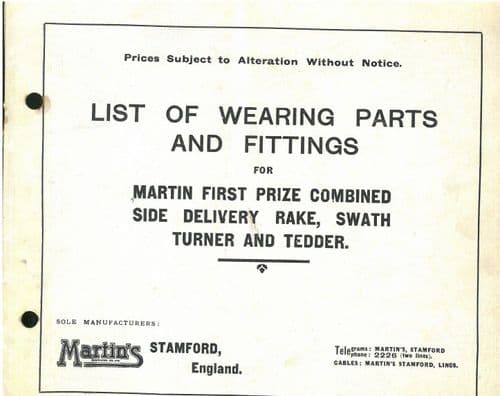 Prices Subject to Alteration Without Notice.
LIST OF WEARING PARTS
AND FITTINGS
FOR
MARTIN FIRST PRIZE COMBINED
SIDE DELIVERY RAKE, SWATH
TURNER AND TEDDER.
SOLE MANUFACTURERS:
Martin's
STAMFORD,
England.
Telegrams: MARTIN'S, STAMFORD
Telephone: 2226 (two lines).
CABLES: MARTIN'S STAMFORD, LINCS.